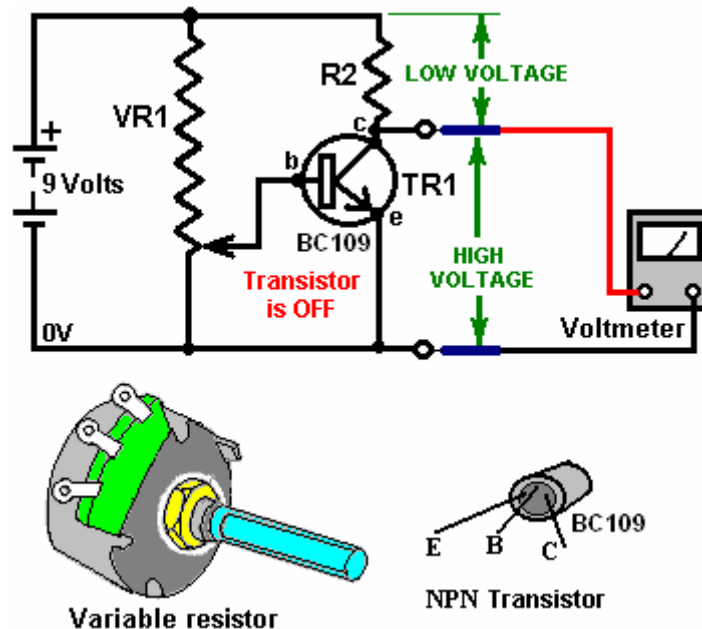 R2
LOW VOLTAGE
VR1
c
+
b
9 Volts
TR1
e
BC109
HIGH
VOLTAGE
Transistor
is OFF
0V
Voltmeter
BC109
E
B
C
NPN Transistor
Variable resistor